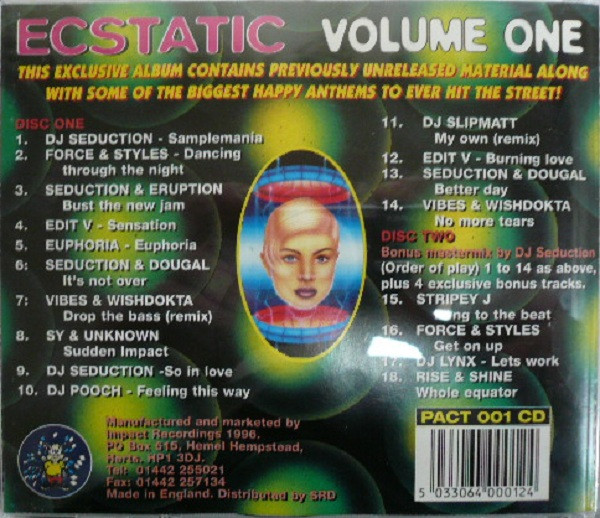 ECSTATIC VOLUME ONE
THIS EXCLUSIVE ALBUM CONTAINS PREVIOUSLY UNRELEASED MATERIAL ALONG
WITH SOME OF THE BIGGEST HAPPY ANTHEMS TO EVER HIT THE STREET!
DISC ONE
1. DJ SEDUCTION - Samplemania
2. FORCE & STYLES - Dancing
through the night
3. SEDUCTION & ERUPTION
Bust the new jam
4. EDIT V - Sensation
5. EUPHORIA - Euphoria
6: SEDUCTION & DOUGAL
It's not over
7: VIBES & WISHDOKTA
Drop the bass (remix)
8. SY & UNKNOWN
Sudden Impact
9. DJ SEDUCTION -So in love
10. DJ POOCH - Feeling this way
11. DJ SLIPMATT
My own (remix)
12. EDIT V - Burning love
13. SEDUCTION & DOUGAL
Better day
14. VIBES & WISHDOKTA
No more tears
DISC TWO
Bonus mastermix by DJ Seduction
(Order of play) 1 to 14 as above,
plus 4 exclusive bonus tracks.
15. STRIPEY J
to the beat
16. FORCE & STYLES
Get on up
17. DJ LYNX - Lets work
18. RISE & SHINE
Whole equator
Manufactured and marketed by
Impact Recordings 1996.
PO Box 515, Hemel Hempstead,
Herts. HP1 3DJ.
Tel: 01442 255021
Fax: 01442 257134
Made in England. Distributed by SRD
PACT 001 CD
5 033064 000124